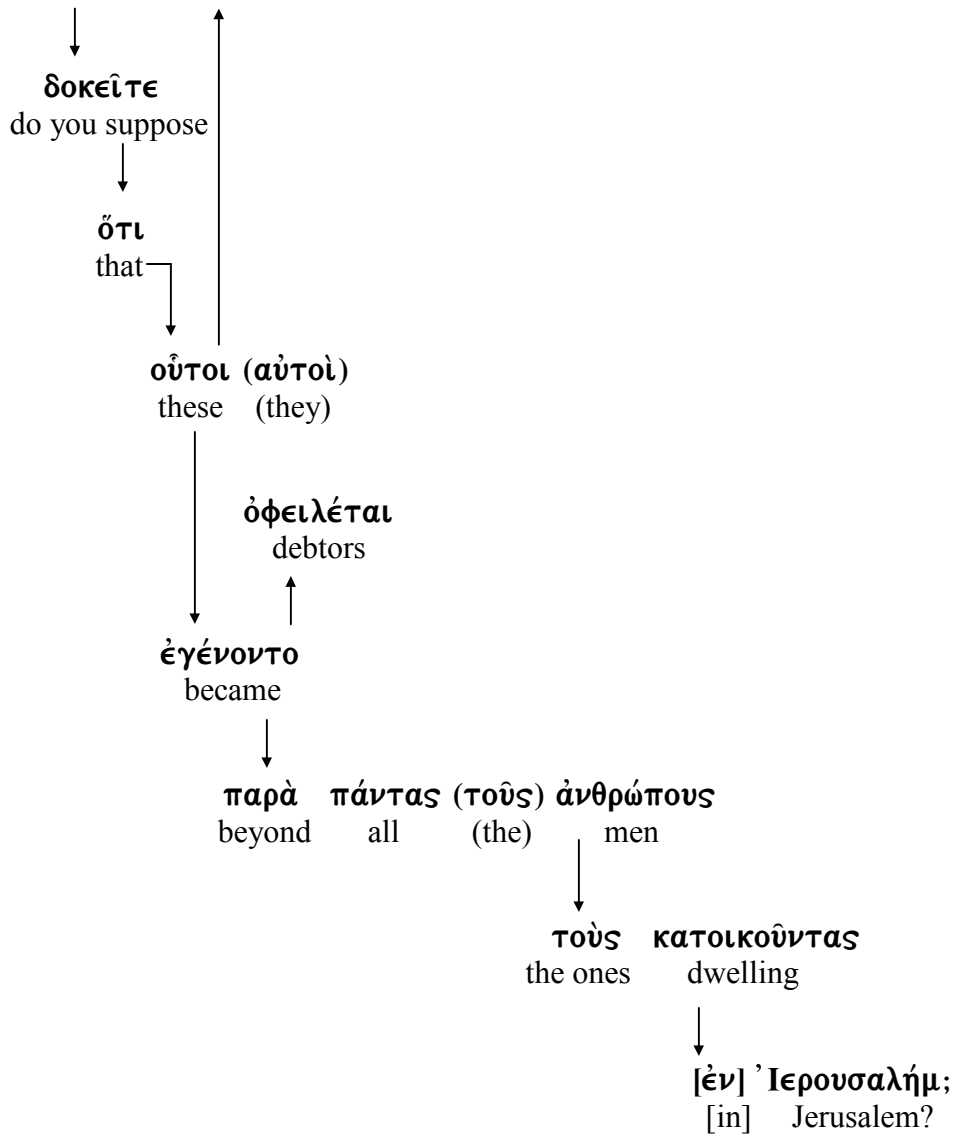 δοκεῖτε
do you suppose
ὅτι
that
οὗτοι (αὐτοὶ)
these (they)
ὀφειλέται
debtors
ἐγένοντο
became
παρὰ πάντας (τοῦς) ἀνθρώπους
beyond all (the) men
τοὺς κατοικοῦντας
the ones dwelling
[ἐν] Ἰερουσαλήμ;
[in] Jerusalem?